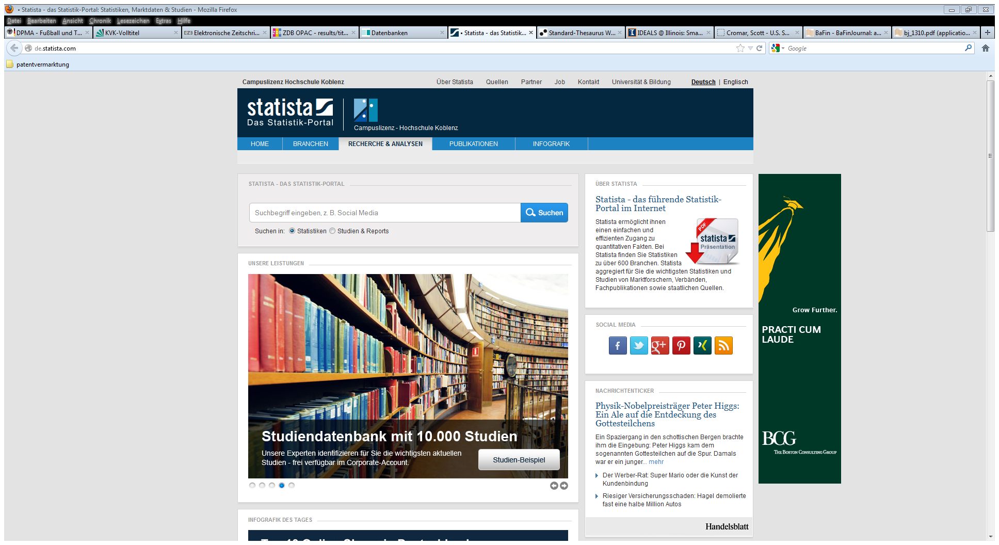 • Statista - das Statistik-Portal: Statistiken, Marktdaten & Studien - Mozilla Firefox
Datei Bearbeiten Ansicht Chronik Lesezeichen Extras Hilfe
DPMA - Fußball und T... KVK-Volltitel Elektronische Zeitschri... ZDB OPAC - results/tit... Datenbanken • Statista - das Statistik... Standard-Thesaurus W... IDEALS @ Illinois: Sma... Cromar, Scott - U.S. S... BaFin - BaFinJournal: a... bj_1310.pdf (applicatio...
de.statista.com
Google
patentvermarktung
Campuslizenz Hochschule Koblenz
Über Statista Quellen Partner Job Kontakt Universität & Bildung Deutsch | Englisch
statista
Das Statistik-Portal
Campuslizenz - Hochschule Koblenz
HOME BRANCHEN RECHERCHE & ANALYSEN PUBLIKATIONEN INFOGRAFIK
STATISTA - DAS STATISTIK-PORTAL
Suchbegriff eingeben, z. B. Social Media
Suchen
Suchen in: Statistiken Studien & Reports
UNSERE LEISTUNGEN
Studiendatenbank mit 10.000 Studien
Unsere Experten identifizieren für Sie die wichtigsten aktuellen
Studien - frei verfügbar im Corporate-Account.
Studien-Beispiel
INFOGRAFIK DES TAGES
ÜBER STATISTA
Statista - das führende Statistik-
Portal im Internet
Statista ermöglicht ihnen
einen einfachen und
effizienten Zugang zu
quantitativen Fakten. Bei
Statista finden Sie Statistiken
zu über 600 Branchen. Statista
aggregiert für Sie die wichtigsten Statistiken und
Studien von Marktforschern, Verbänden,
Fachpublikationen sowie staatlichen Quellen.
PDF
statista
Präsentation
SOCIAL MEDIA
NACHRICHTENTICKER
Physik-Nobelpreisträger Peter Higgs:
Ein Ale auf die Entdeckung des
Gottesteilchens
Ein Spaziergang in den schottischen Bergen brachte
ihm die Eingebung: Peter Higgs kam dem
sogenannten Gottesteilchen auf die Spur. Damals
war er ein junger... mehr
Der Werber-Rat: Super Mario oder die Kunst der
Kundenbindung
Riesiger Versicherungsschaden: Hagel demolierte
fast eine halbe Million Autos
Handelsblatt
Grow Further.
PRACTI CUM
LAUDE
BCG
THE BOSTON CONSULTING GROUP